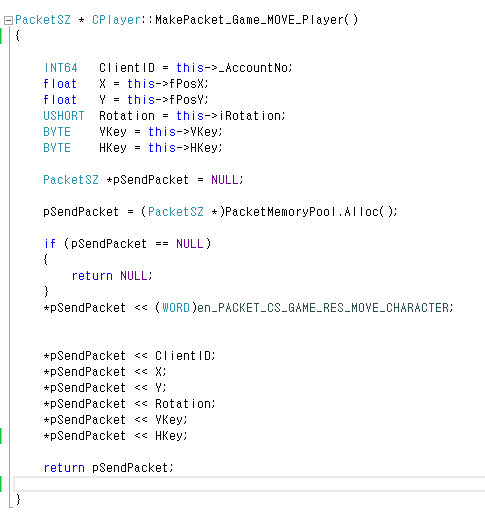 PacketSZ * CPlayer::MakePacket_Game_MOVE_Player()
{
INT64 ClientID = this->_AccountNo;
float X = this->fPosX;
float Y = this->fPosY;
USHORT Rotation = this->iRotation;
BYTE VKey = this->VKey;
BYTE HKey = this->HKey;
PacketSZ *pSendPacket = NULL;
pSendPacket = (PacketSZ *)PacketMemoryPool.Alloc();
if (pSendPacket == NULL)
{
return NULL;
}
*pSendPacket << (WORD)en_PACKET_CS_GAME_RES_MOVE_CHARACTER;
*pSendPacket << ClientID;
*pSendPacket << X;
*pSendPacket << Y;
*pSendPacket << Rotation;
*pSendPacket << VKey;
*pSendPacket << HKey;
return pSendPacket;
}